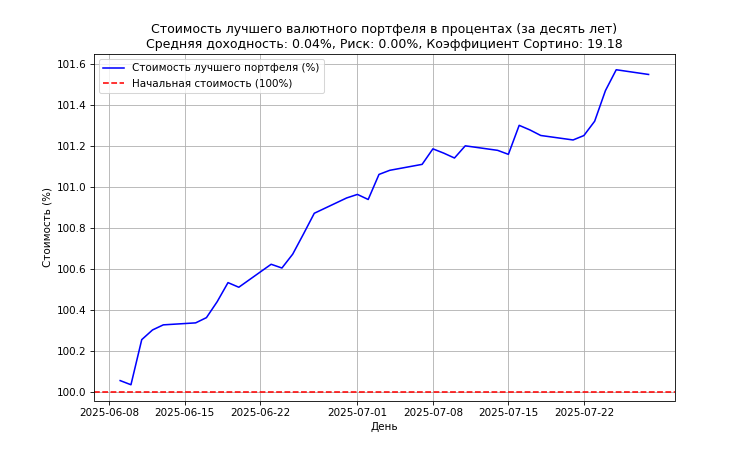 Стоимость лучшего валютного портфеля в процентах (за десять лет)
Средняя доходность: 0.04%, Риск: 0.00%, Коэффициент Сортино: 19.18
Стоимость лучшего портфеля (%)
Начальная стоимость (100%)
Стоимость (%)
101.6
101.4
101.2
101.0
100.8
100.6
100.4
100.2
100.0
2025-06-08 2025-06-15 2025-06-22 2025-07-01 2025-07-08 2025-07-15 2025-07-22
День